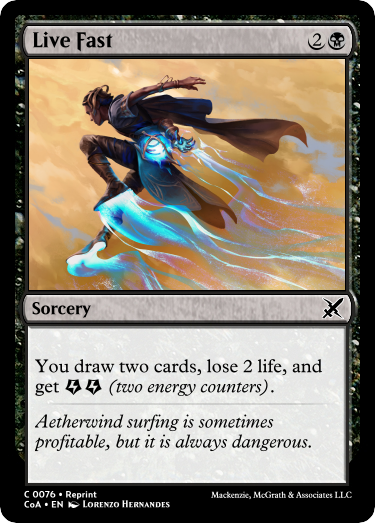 Live Fast 2
Sorcery
You draw two cards, lose 2 life, and
get (two energy counters).
Aetherwind surfing is sometimes
profitable, but it is always dangerous.
C 0076 • Reprint
CoA • EN Lorenzo Hernandes
Mackenzie, McGrath & Associates LLC